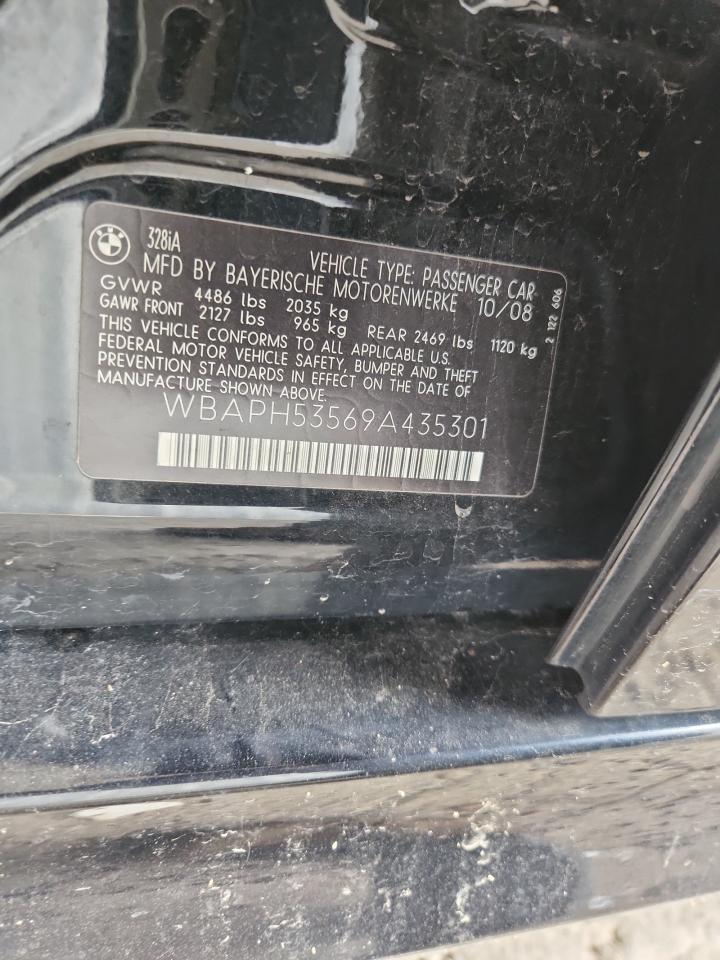 BMW
328iA
VEHICLE TYPE: PASSENGER CAR
MFD BY BAYERISCHE MOTORENWERKE 10/08
GVWR 4486 lbs 2035 kg
GAWR FRONT 2127 lbs 965 kg REAR 2469 lbs 1120 kg
THIS VEHICLE CONFORMS TO ALL APPLICABLE U.S.
FEDERAL MOTOR VEHICLE SAFETY, BUMPER AND THEFT
PREVENTION STANDARDS IN EFFECT ON THE DATE OF
MANUFACTURE SHOWN ABOVE.
WBAPH53569A435301
2 122 606